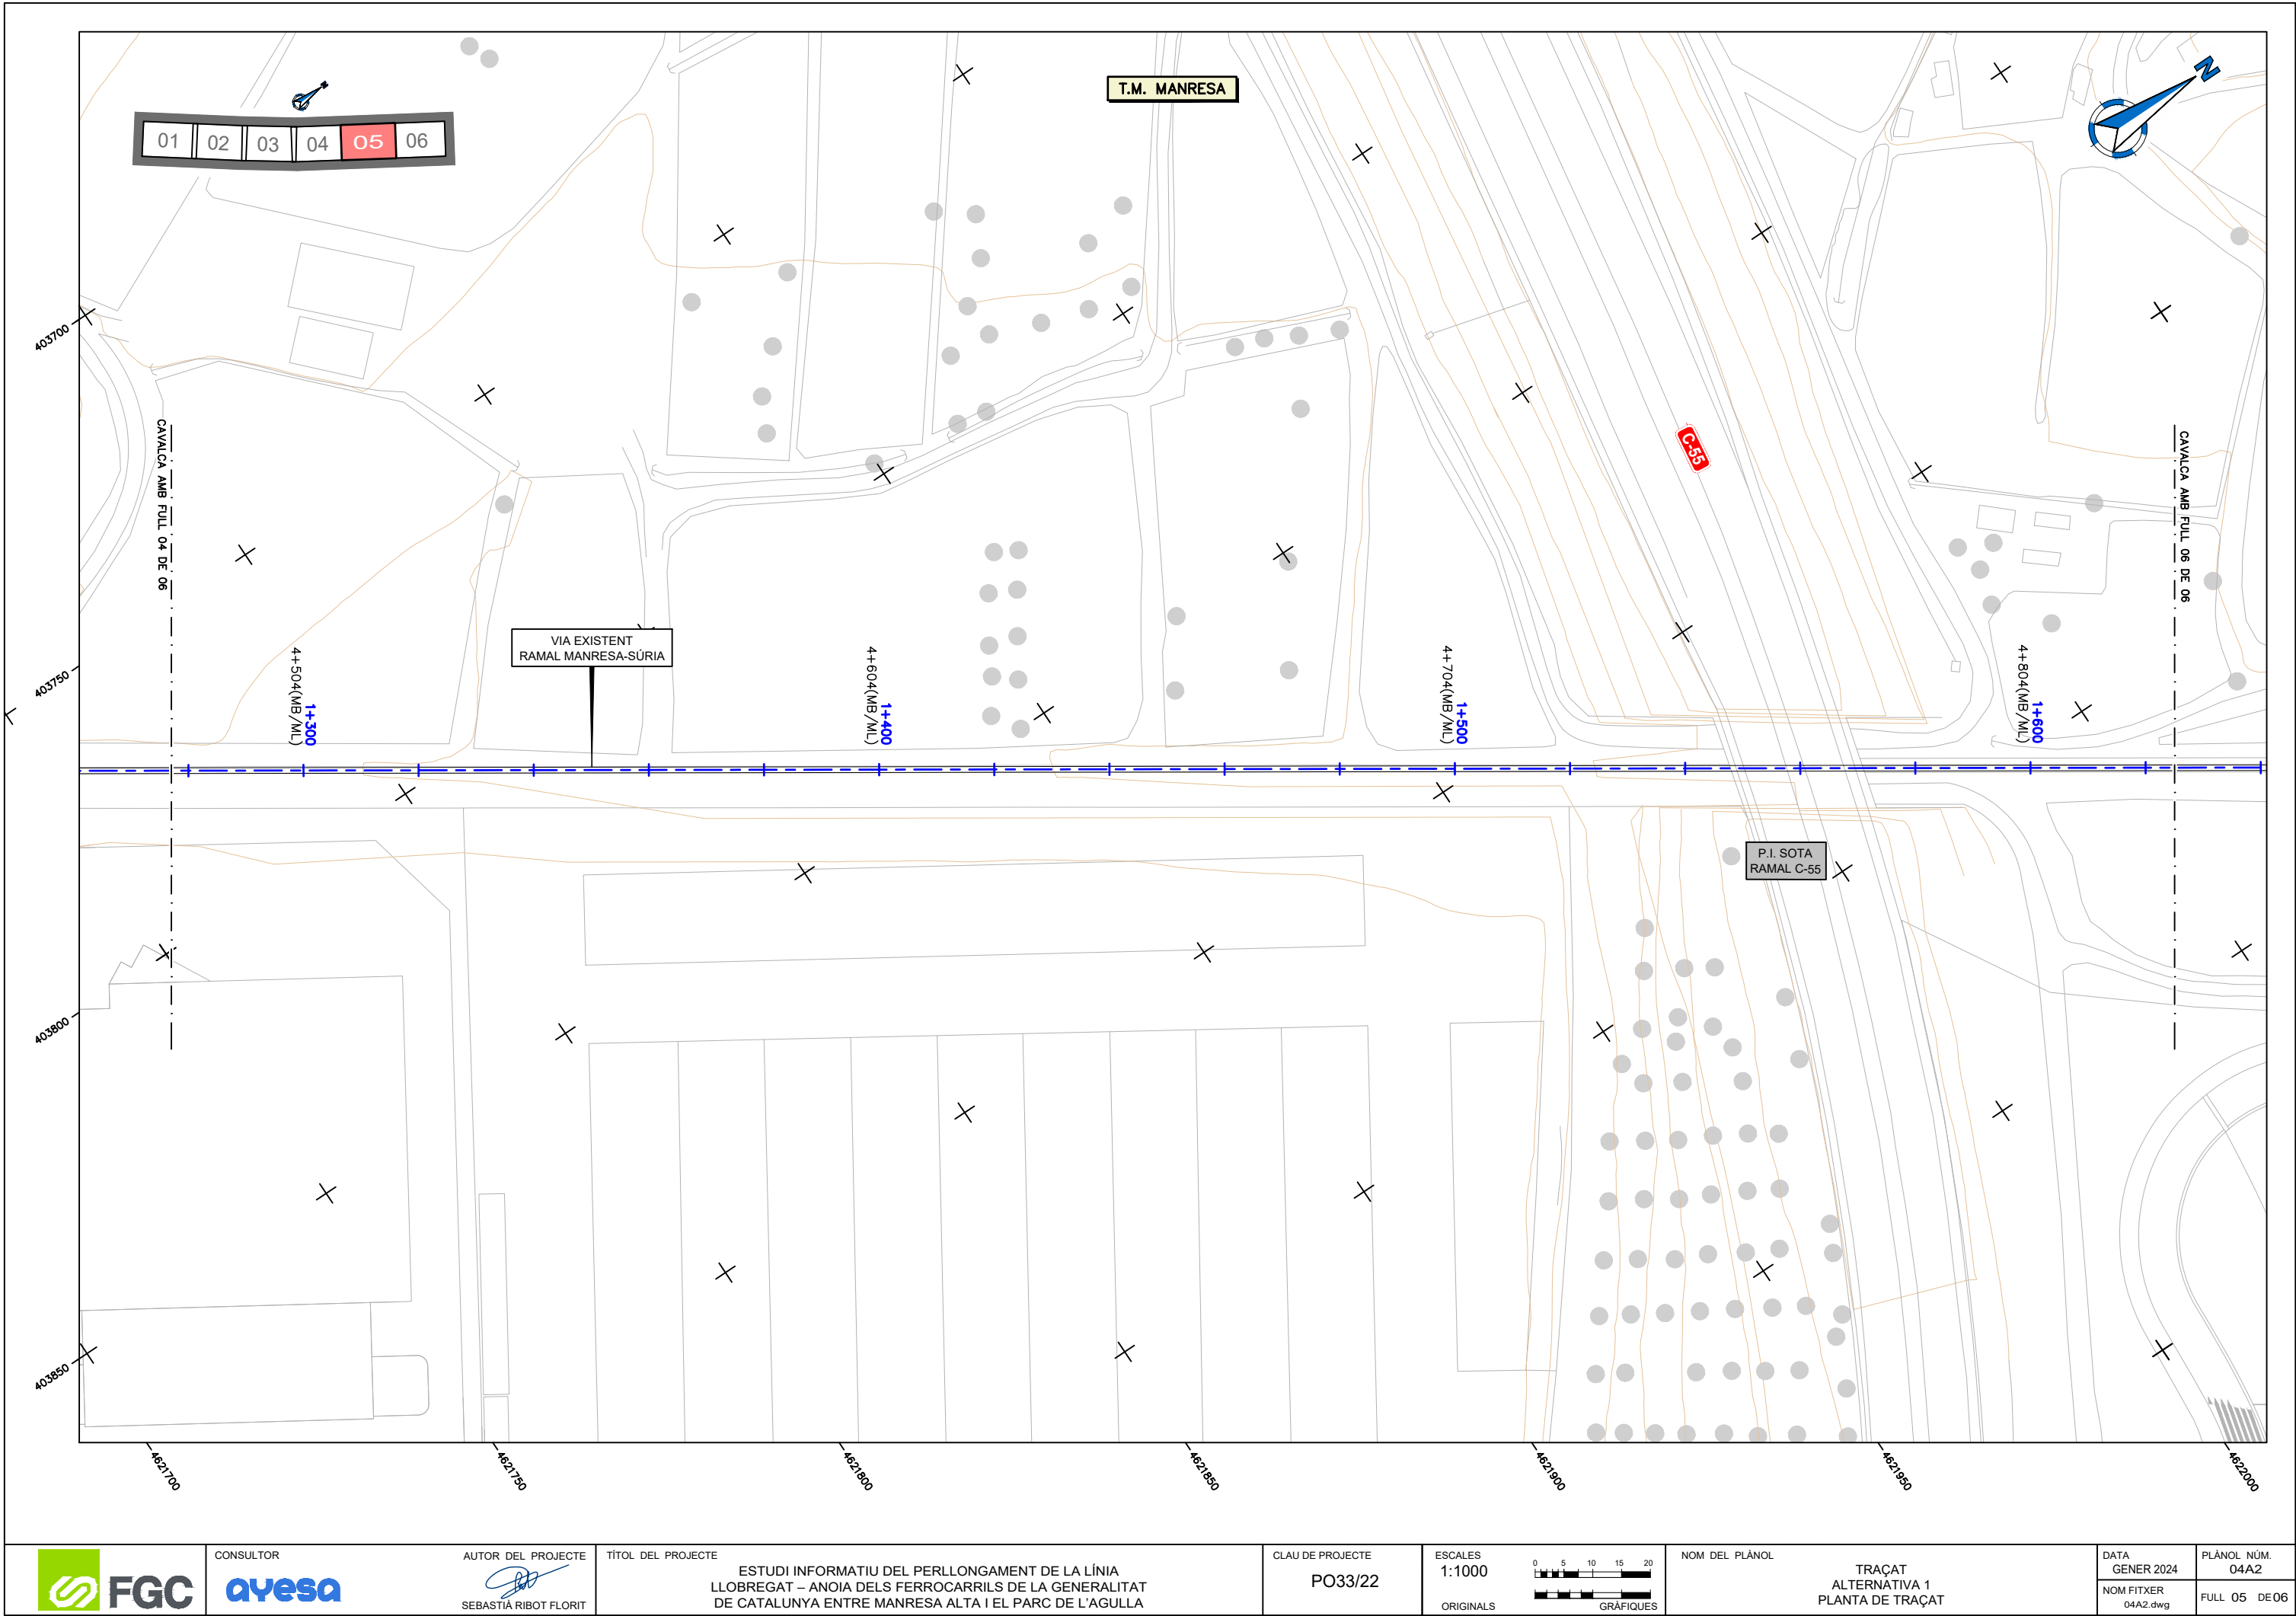 T.M. MANRESA
N
N
01 02 03 04 05 06
C-55
403700
403750
403800
403850
CAVALCA AMB FULL 04 DE 06
CAVALCA AMB FULL 06 DE 06
VIA EXISTENT
RAMAL MANRESA-SÚRIA
4+504(MB/ML)
1+300
4+604(MB/ML)
1+400
4+704(MB/ML)
1+500
4+804(MB/ML)
1+600
P.I. SOTA
RAMAL C-55
4621700
4621750
4621800
4621850
4621900
4621950
4622000
FGC
CONSULTOR
ayesa
AUTOR DEL PROJECTE
SEBASTIÀ RIBOT FLORIT
TÍTOL DEL PROJECTE
ESTUDI INFORMATIU DEL PERLLONGAMENT DE LA LÍNIA
LLOBREGAT – ANOIA DELS FERROCARRILS DE LA GENERALITAT
DE CATALUNYA ENTRE MANRESA ALTA I EL PARC DE L'AGULLA
CLAU DE PROJECTE
PO33/22
ESCALES
1:1000
ORIGINALS
0 5 10 15 20
GRÀFIQUES
NOM DEL PLÀNOL
TRAÇAT
ALTERNATIVA 1
PLANTA DE TRAÇAT
DATA
GENER 2024
NOM FITXER
04A2.dwg
PLÀNOL NÚM.
04A2
FULL 05 DE 06